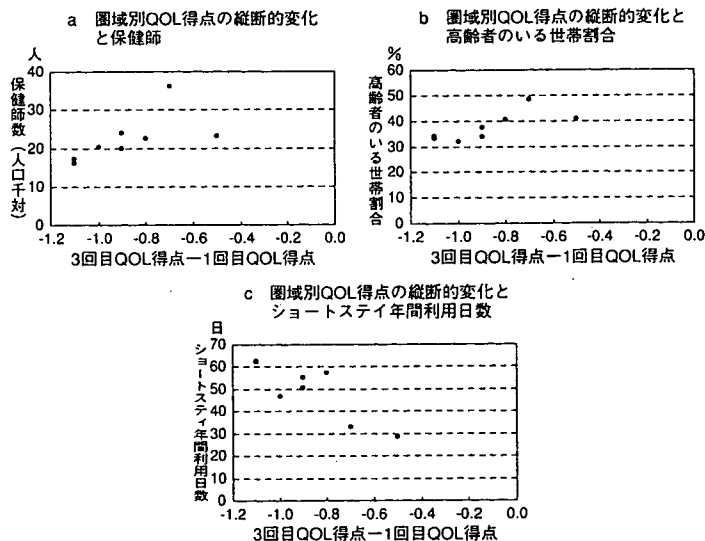 a 圏域別QOL得点の縦断的変化
と保健師
人
保健師数（人口千対）
40
30
20
10
0
-1.2 -1.0 -0.8 -0.6 -0.4 -0.2 0.0
3回目QOL得点ー1回目QOL得点
b 圏域別QOL得点の縦断的変化と
高齢者のいる世帯割合
%
高齢者のいる世帯割合
60
50
40
30
20
10
0
-1.2 -1.0 -0.8 -0.6 -0.4 -0.2 0.0
3回目QOL得点ー1回目QOL得点
c 圏域別QOL得点の縦断的変化と
ショートステイ年間利用日数
日
ショートスティ年間利用日数
70
60
50
40
30
20
10
0
-1.2 -1.0 -0.8 -0.6 -0.4 -0.2 0.0
3回目QOL得点ー1回目QOL得点